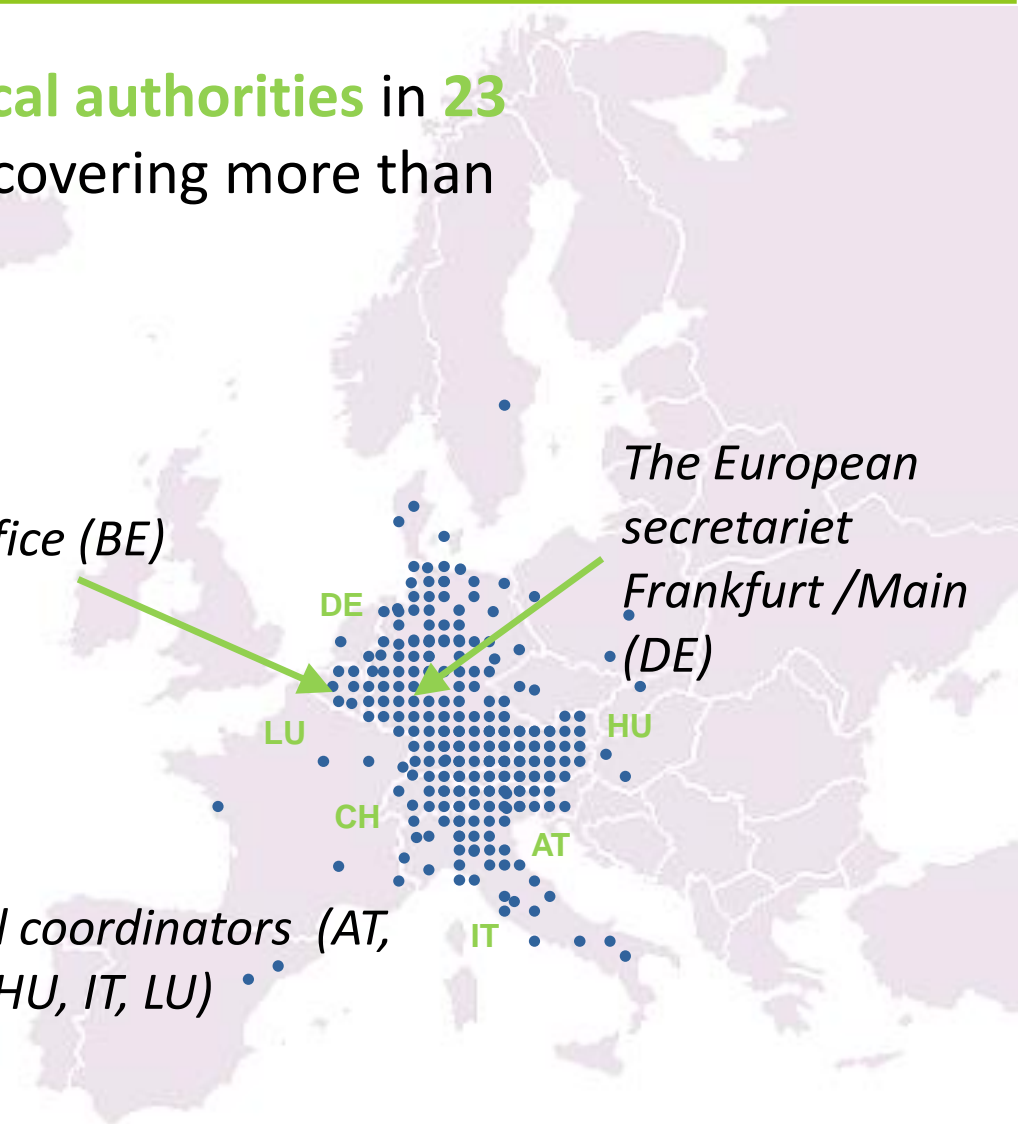 cal authorities in 23
covering more than
The European
secretariet
Frankfurt /Main
(DE)
fice (BE)
DE
LU
HU
CH
AT
IT
l coordinators (AT,
HU, IT, LU)